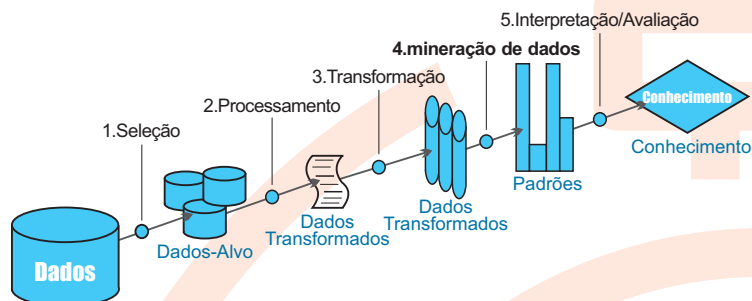 5.Interpretação/Avaliação
4.mineração de dados
3.Transformação
2.Processamento
1.Seleção
Dados
Dados-Alvo
Dados
Transformados
Dados
Transformados
Padrões
Conhecimento
Conhecimento